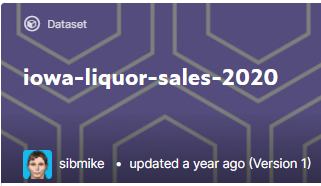 Dataset
iowa-liquor-sales-2020
sibmike • updated a year ago (Version 1)